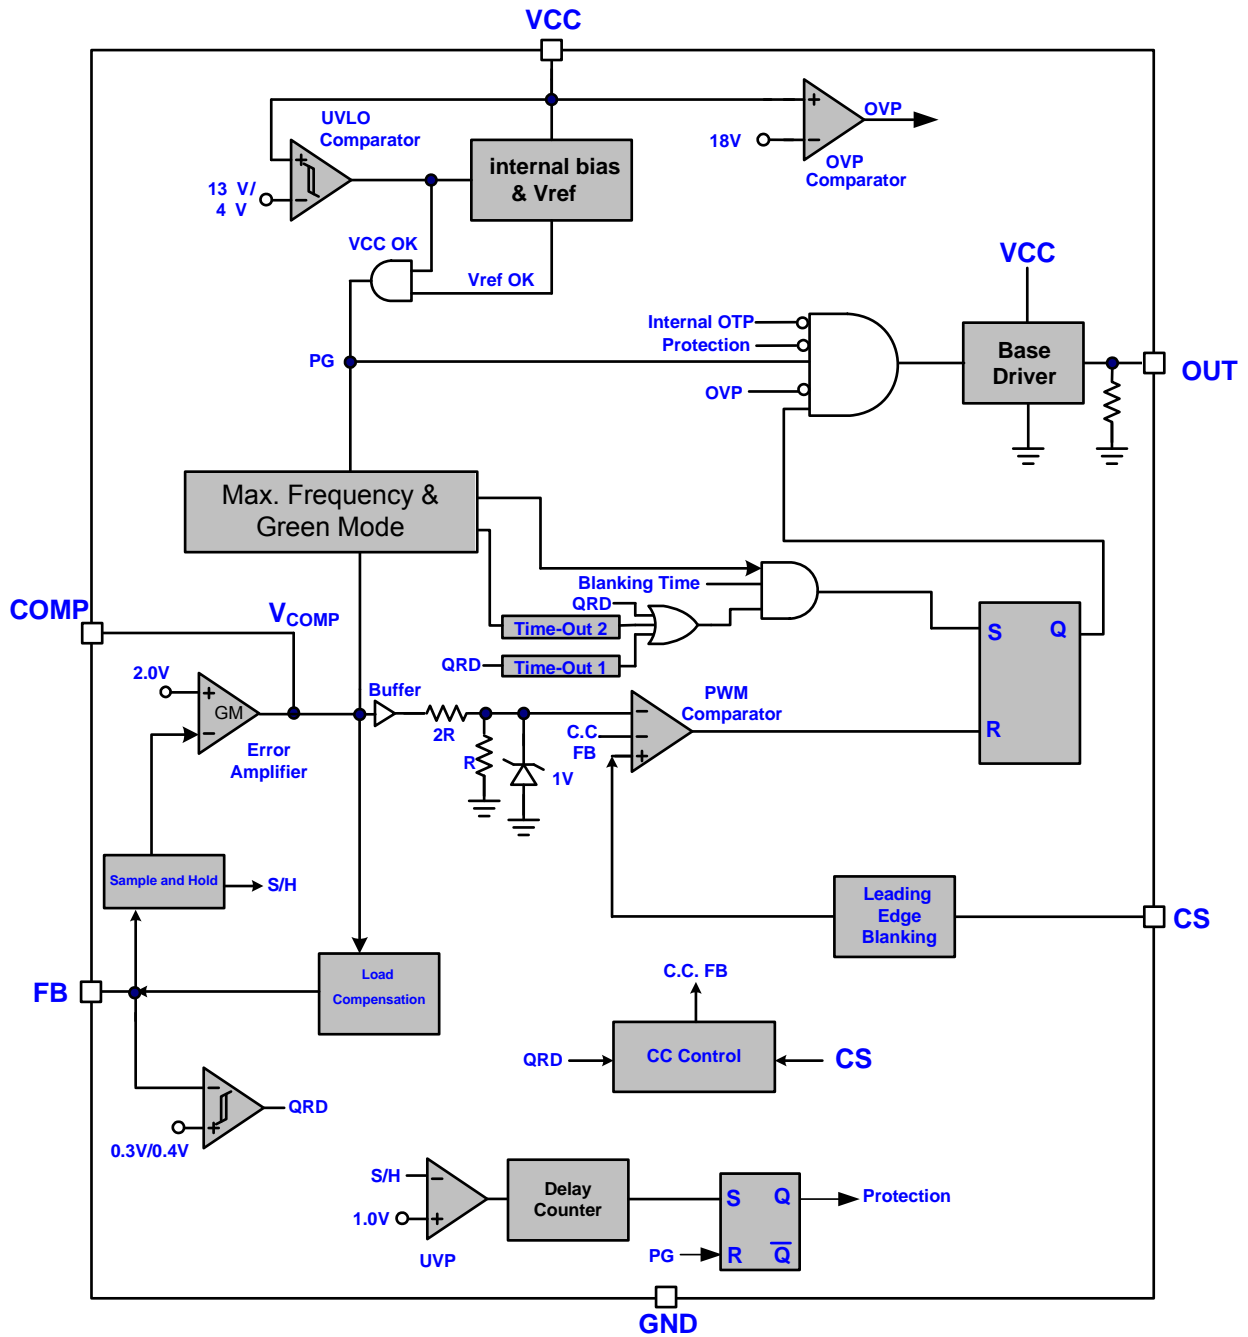 VCC
UVLO
Comparator
+
−
13 V/
4 V
internal bias
& Vref
+
−
18V
OVP
OVP
Comparator
VCC OK
Vref OK
PG
Internal OTP
Protection
OVP
VCC
Base
Driver
OUT
Max. Frequency &
Green Mode
Blanking Time
QRD
Time-Out 2
QRD
Time-Out 1
COMP
VCOMP
S
Q
R
2.0V
+
GM
−
Error
Amplifier
Buffer
2R
R
1V
C.C
FB
−
−
+
PWM
Comparator
Sample and Hold
S/H
Leading
Edge
Blanking
CS
FB
Load
Compensation
C.C. FB
QRD
CC Control
CS
−
+
QRD
0.3V/0.4V
S/H
−
1.0V
+
UVP
Delay
Counter
S
Q
Protection
PG
R
Q̅
GND